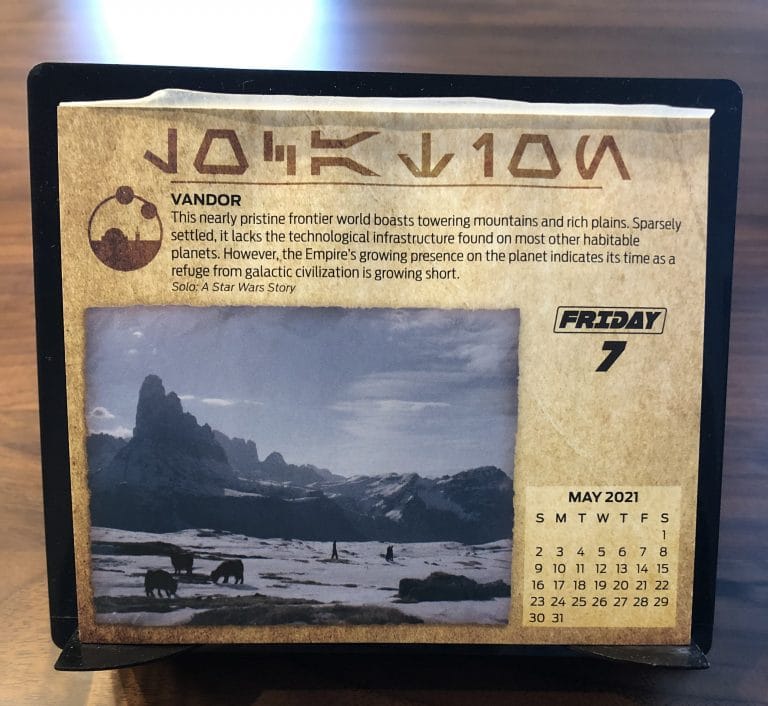 VANDOR
This nearly pristine frontier world boasts towering mountains and rich plains. Sparsely
settled, it lacks the technological infrastructure found on most other habitable
planets. However, the Empire's growing presence on the planet indicates its time as a
refuge from galactic civilization is growing short.
Solo: A Star Wars Story
FRIDAY
7
MAY 2021
S M T W T F S
1
2 3 4 5 6 7 8
9 10 11 12 13 14 15
16 17 18 19 20 21 22
23 24 25 26 27 28 29
30 31